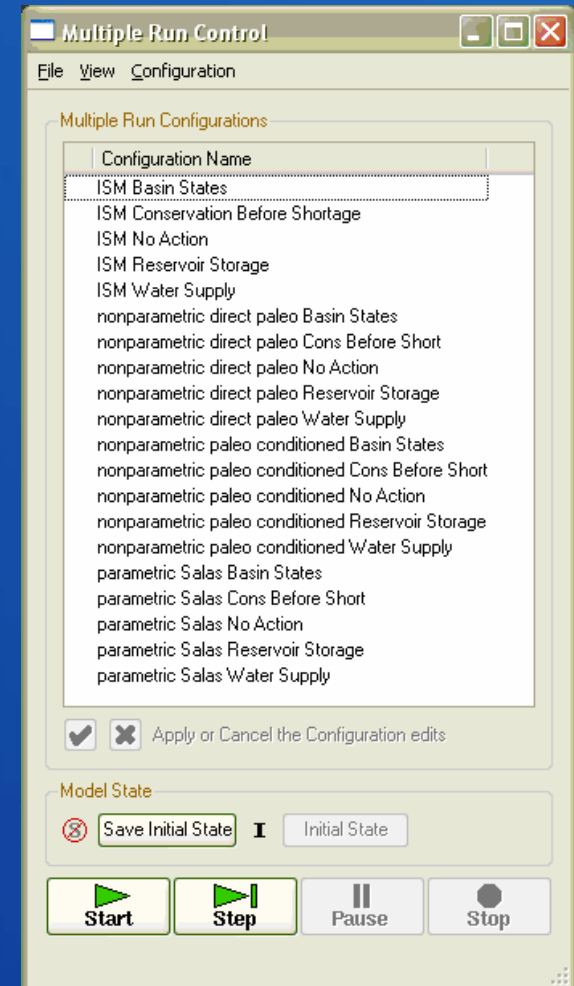 Multiple Run Control
File View Configuration
Multiple Run Configurations
Configuration Name
ISM Basin States
ISM Conservation Before Shortage
ISM No Action
ISM Reservoir Storage
ISM Water Supply
nonparametric direct paleo Basin States
nonparametric direct paleo Cons Before Short
nonparametric direct paleo No Action
nonparametric direct paleo Reservoir Storage
nonparametric direct paleo Water Supply
nonparametric paleo conditioned Basin States
nonparametric paleo conditioned Cons Before Short
nonparametric paleo conditioned No Action
nonparametric paleo conditioned Reservoir Storage
nonparametric paleo conditioned Water Supply
parametric Salas Basin States
parametric Salas Cons Before Short
parametric Salas No Action
parametric Salas Reservoir Storage
parametric Salas Water Supply
Apply or Cancel the Configuration edits
Model State
S Save Initial State I Initial State
Start Step Pause Stop